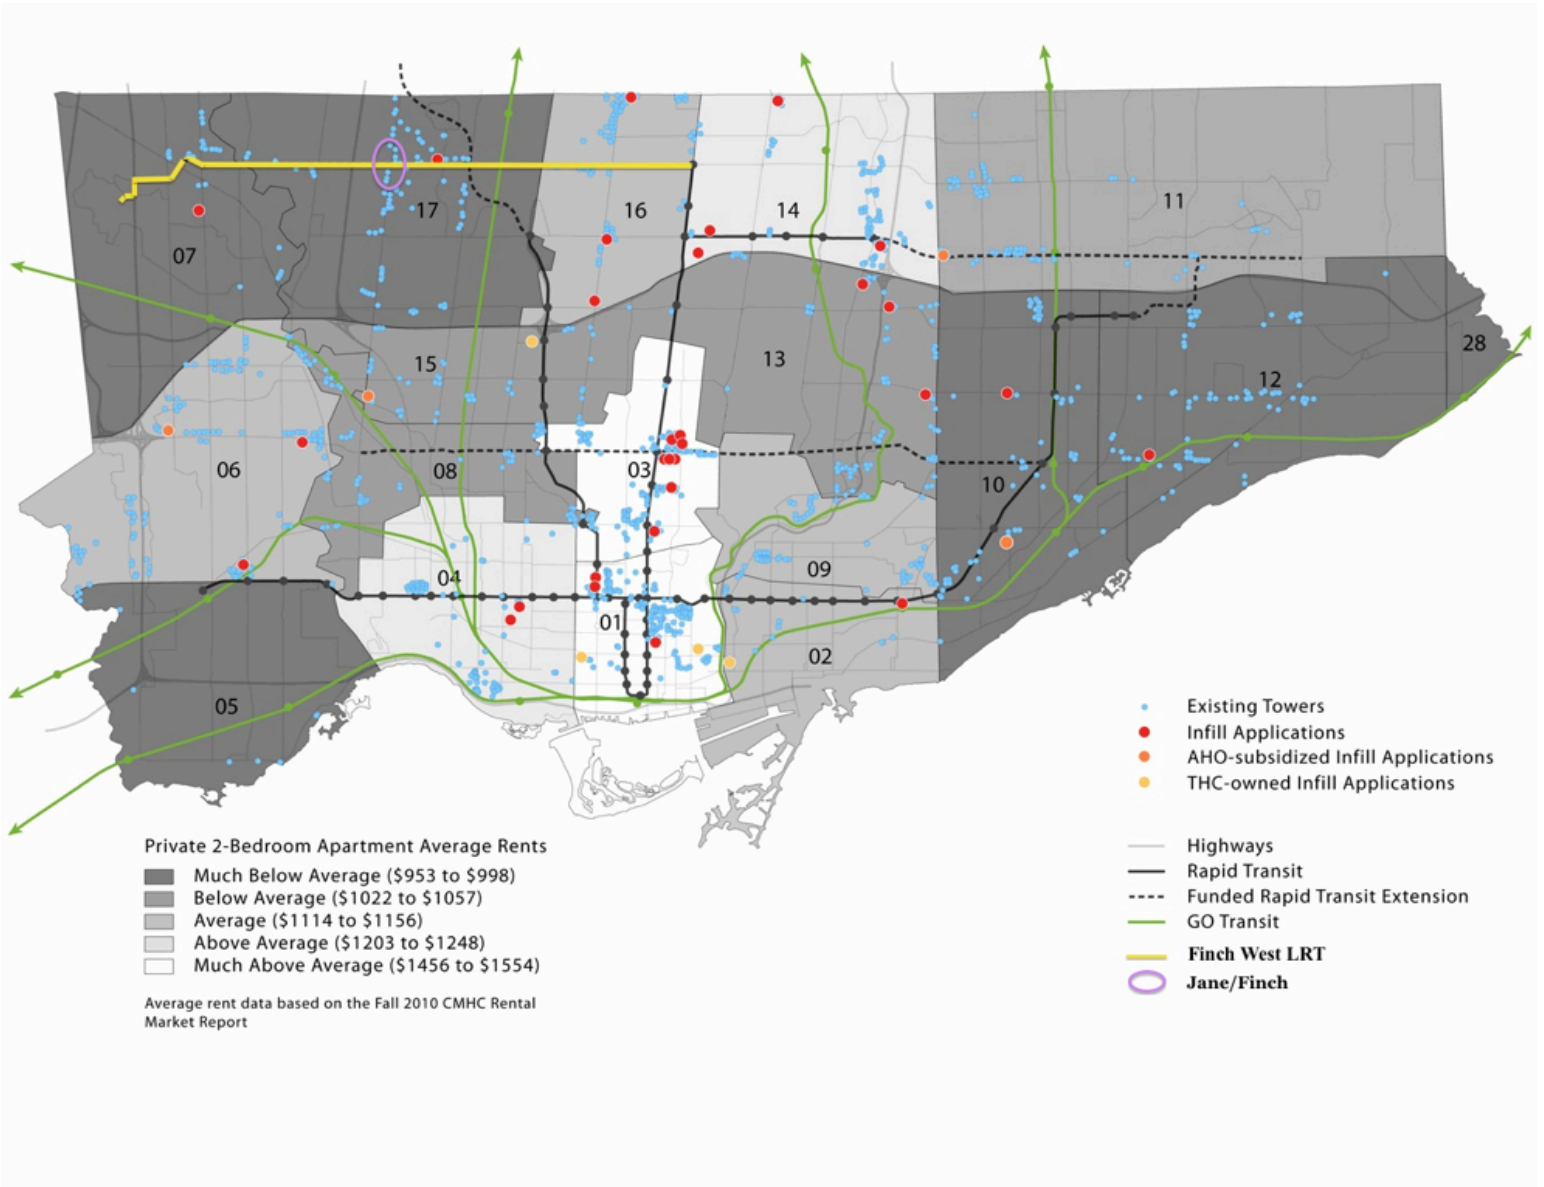 17
16
14
11
07
15
13
28
12
06
08
03
10
04
09
01
02
05
Existing Towers
Infill Applications
AHO-subsidized Infill Applications
THC-owned Infill Applications
Highways
Rapid Transit
Funded Rapid Transit Extension
GO Transit
Finch West LRT
Jane/Finch
Private 2-Bedroom Apartment Average Rents
Much Below Average ($953 to $998)
Below Average ($1022 to $1057)
Average ($1114 to $1156)
Above Average ($1203 to $1248)
Much Above Average ($1456 to $1554)
Average rent data based on the Fall 2010 CMHC Rental
Market Report